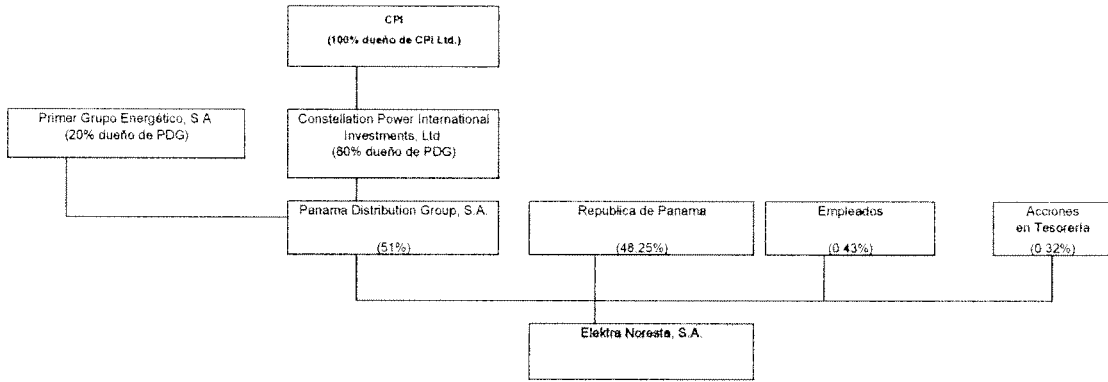 CPI
(100% dueño de CPI Ltd.)
Primer Grupo Energético, S.A
(20% dueño de PDG)
Constellation Power International
Investments, Ltd
(80% dueño de PDG)
Panama Distribution Group, S.A.
(51%)
Republica de Panama
(48.25%)
Empleados
(0.43%)
Acciones
en Tesorería
(0.32%)
Elektra Noreste, S.A.